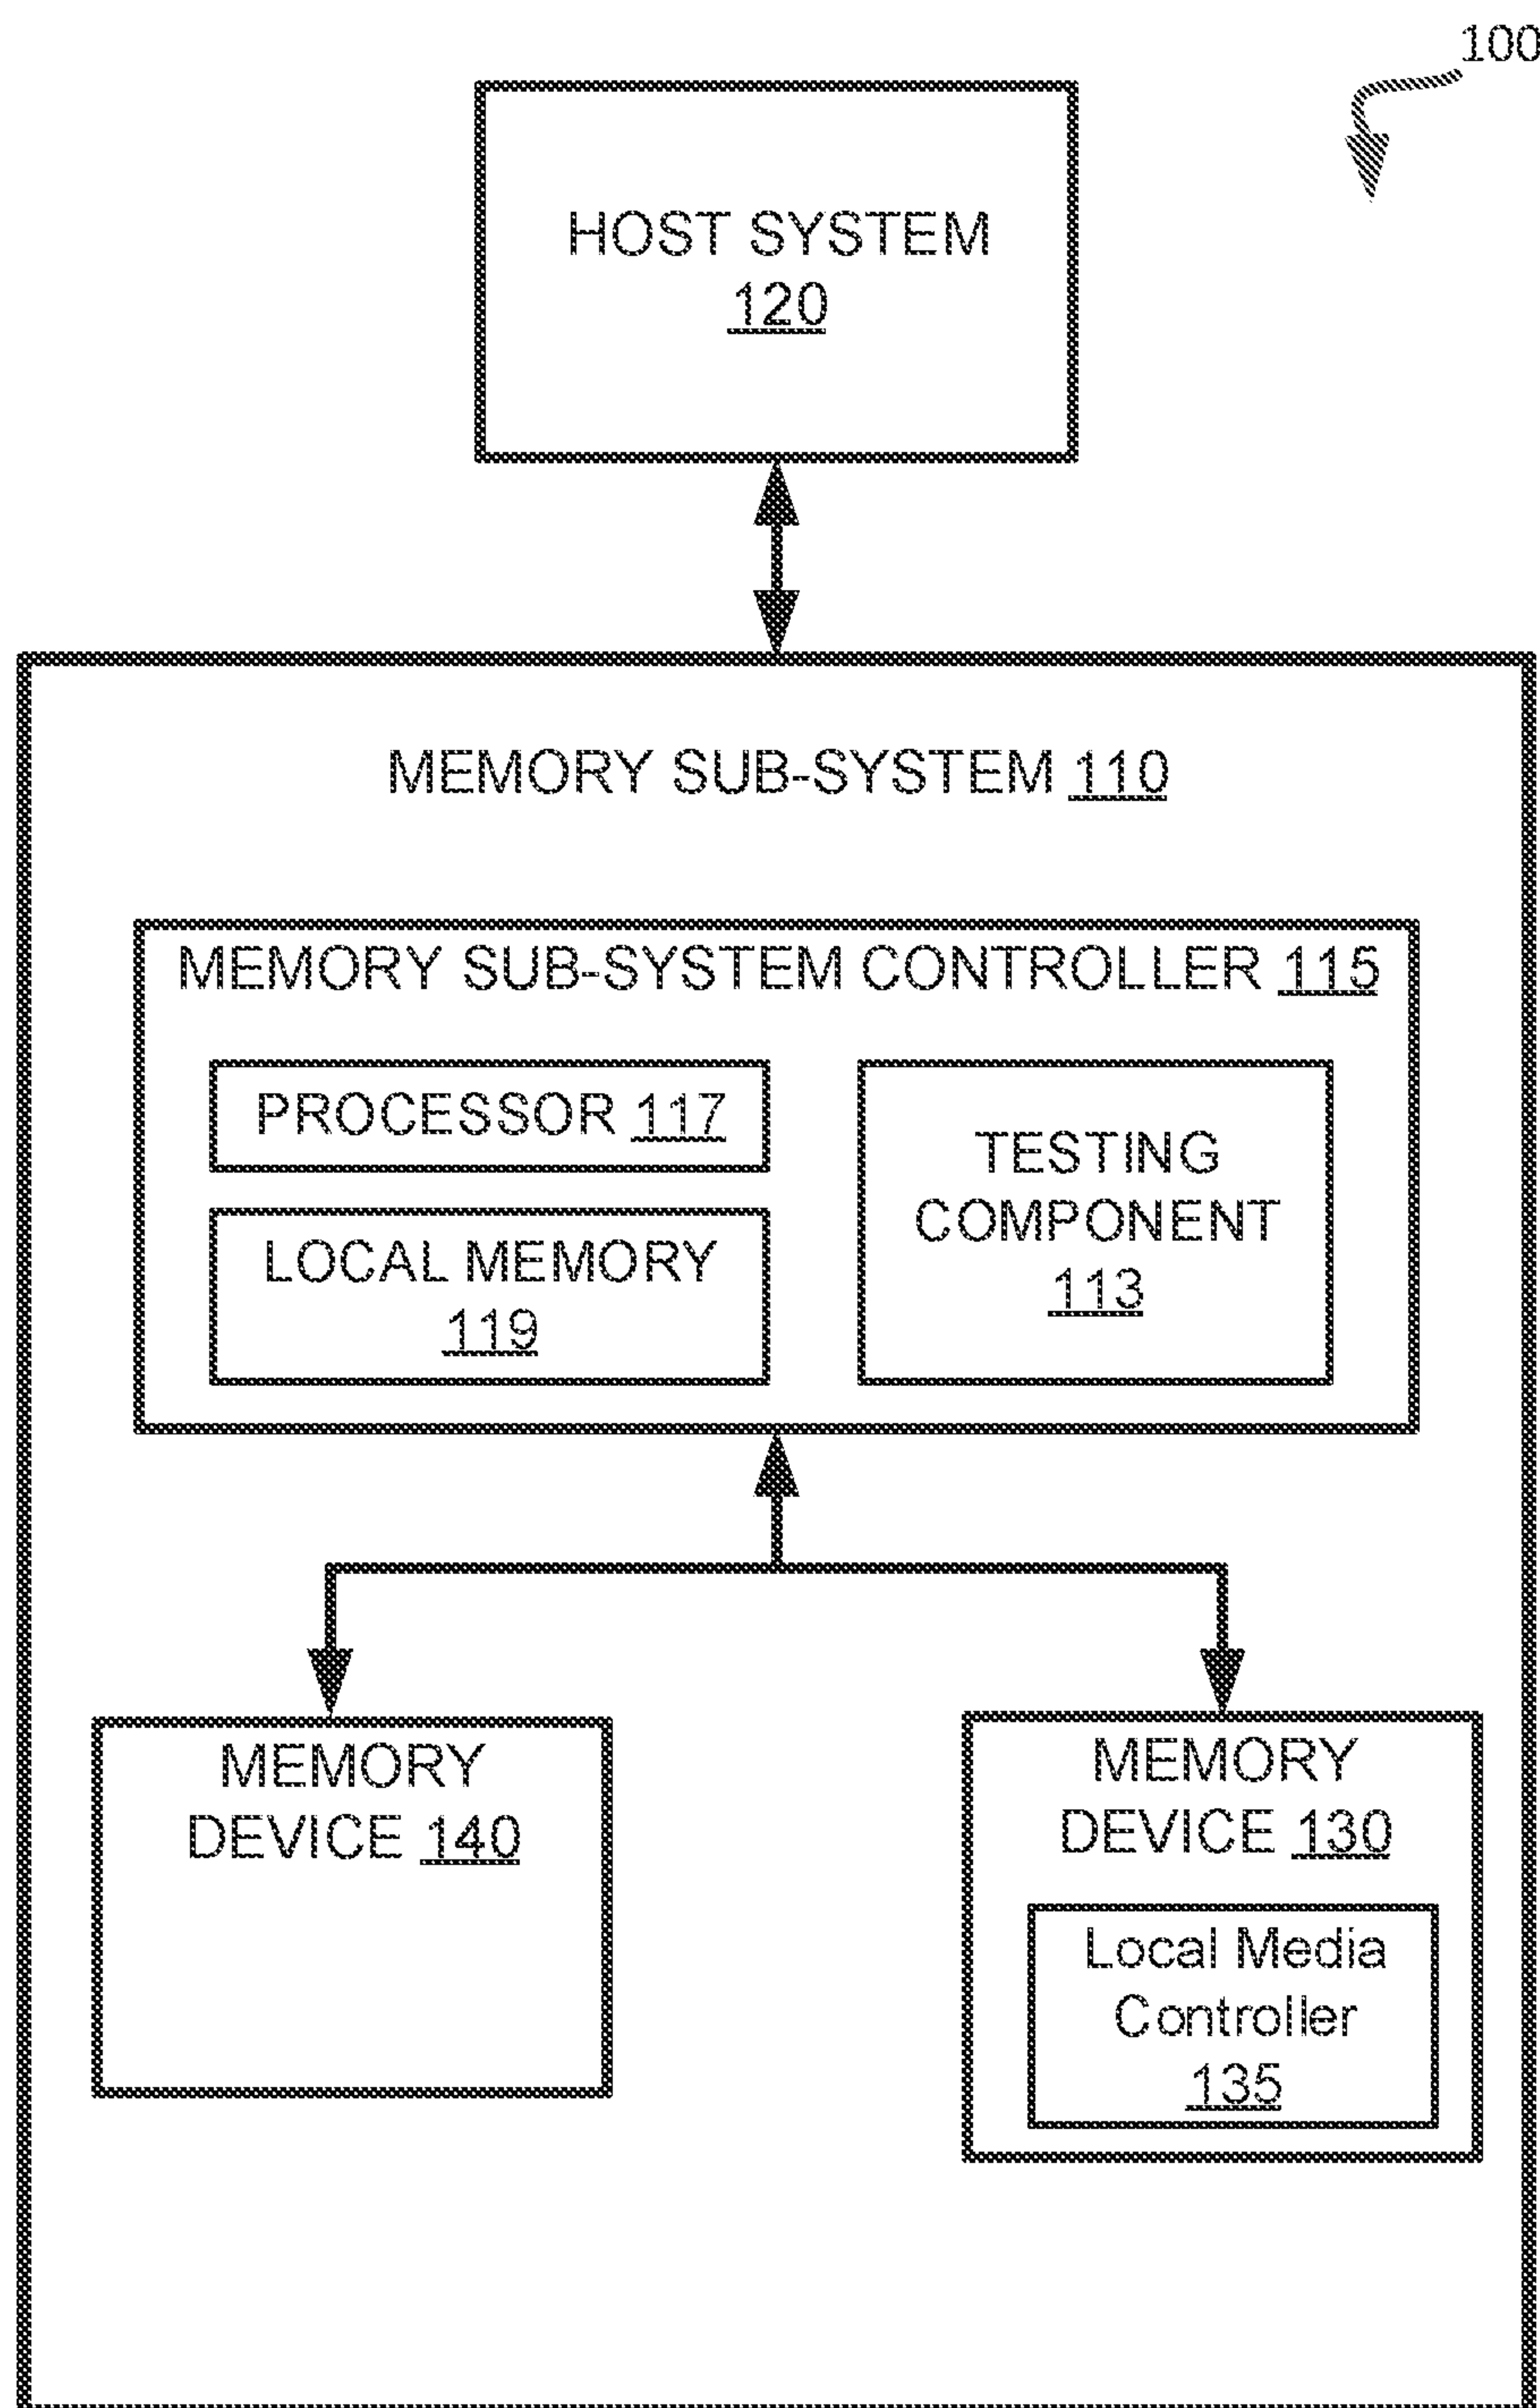 100
HOST SYSTEM
120
MEMORY SUB-SYSTEM 110
MEMORY SUB-SYSTEM CONTROLLER 115
PROCESSOR 117
LOCAL MEMORY
119
TESTING
COMPONENT
113
MEMORY
DEVICE 140
MEMORY
DEVICE 130
Local Media
Controller
135